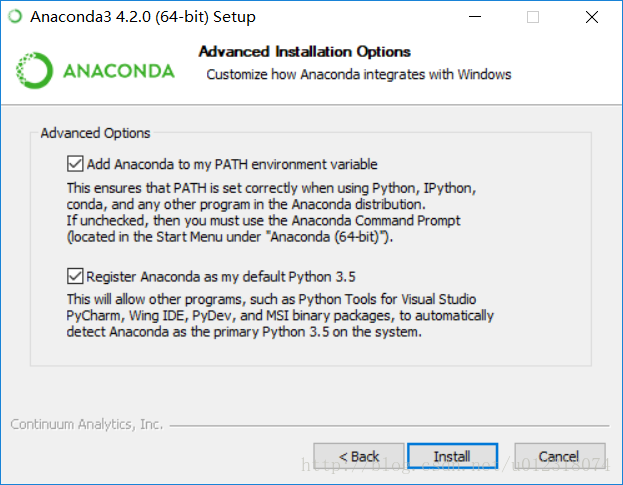 Anaconda3 4.2.0 (64-bit) Setup
ANACONDA
Advanced Installation Options
Customize how Anaconda integrates with Windows
Advanced Options
Add Anaconda to my PATH environment variable
This ensures that PATH is set correctly when using Python, IPython,
conda, and any other program in the Anaconda distribution.
If unchecked, then you must use the Anaconda Command Prompt
(located in the Start Menu under "Anaconda (64-bit)").
Register Anaconda as my default Python 3.5
This will allow other programs, such as Python Tools for Visual Studio
PyCharm, Wing IDE, PyDev, and MSI binary packages, to automatically
detect Anaconda as the primary Python 3.5 on the system.
Continuum Analytics, Inc.
< Back Install Cancel
http://blog.csdn.net/u012318074